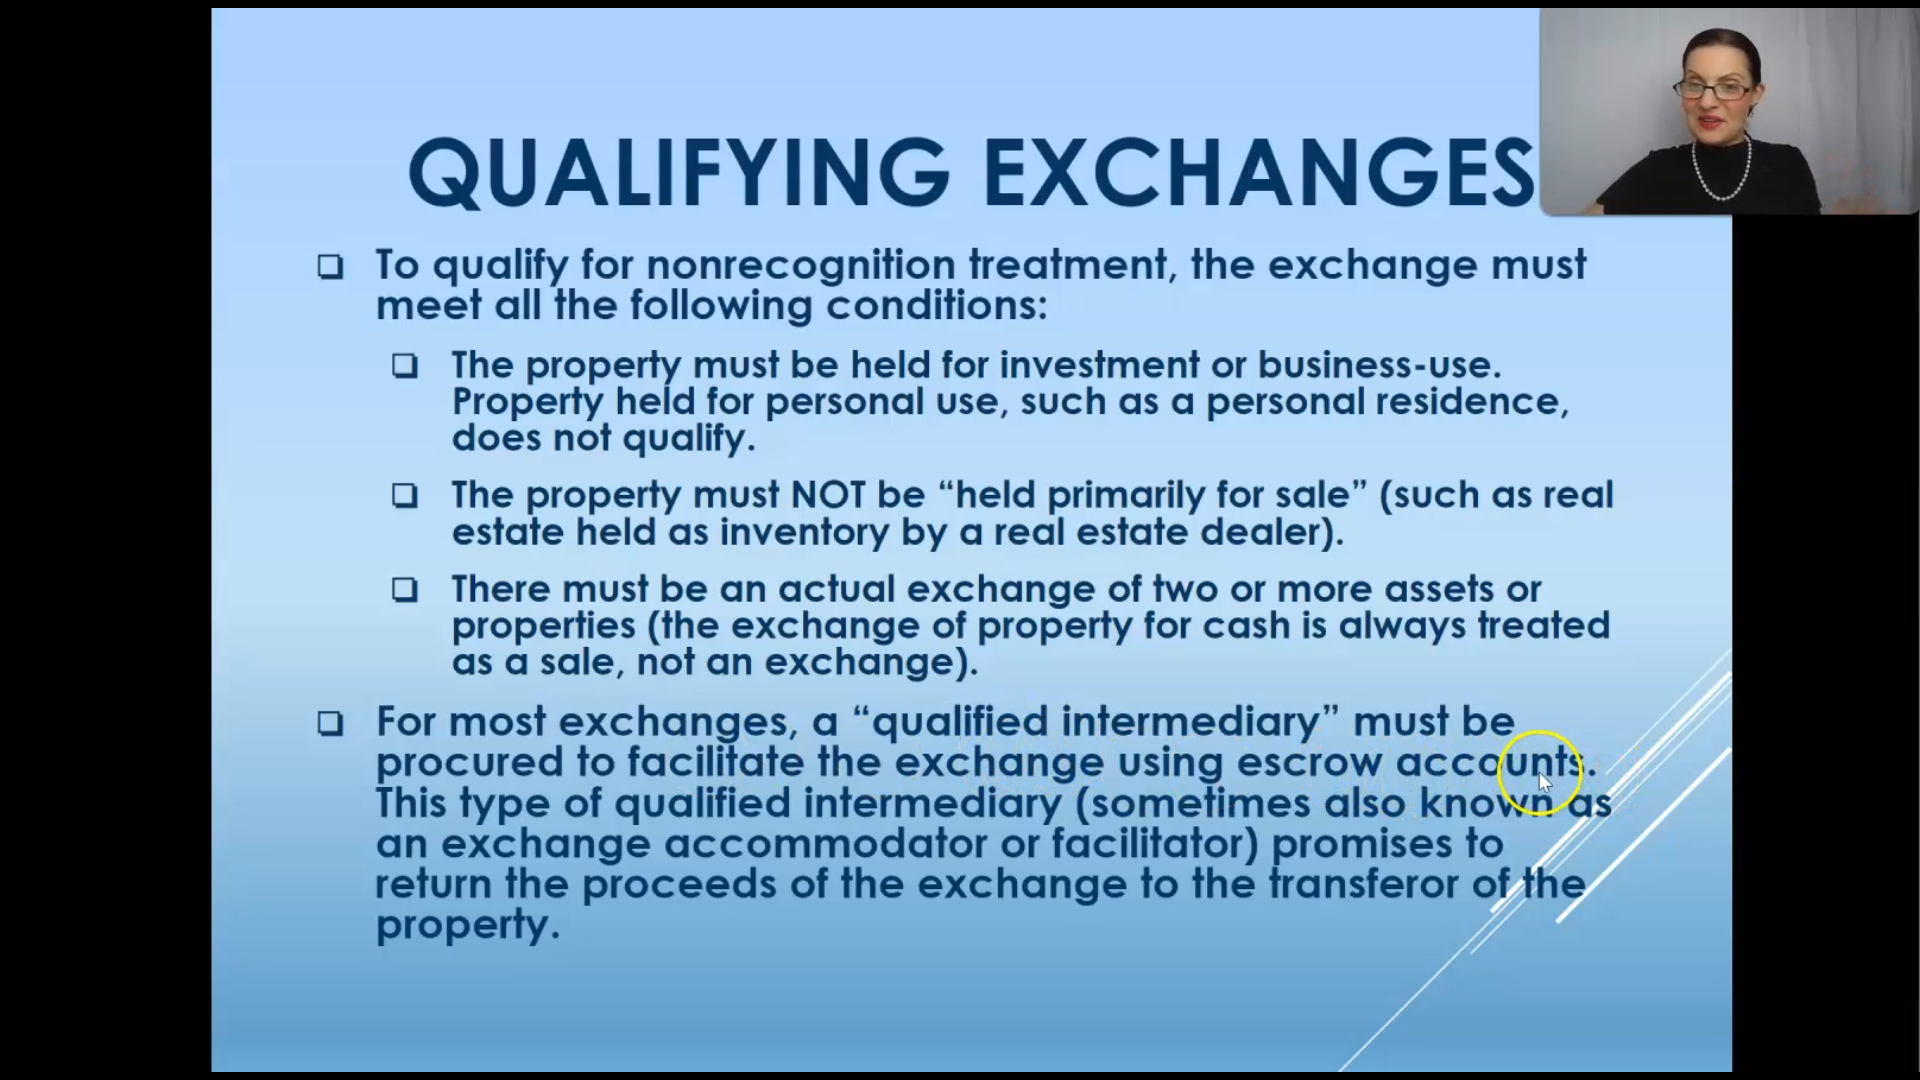 QUALIFYING EXCHANGES
To qualify for nonrecognition treatment, the exchange must
meet all the following conditions:
The property must be held for investment or business-use.
Property held for personal use, such as a personal residence,
does not qualify.
The property must NOT be “held primarily for sale” (such as real
estate held as inventory by a real estate dealer).
There must be an actual exchange of two or more assets or
properties (the exchange of property for cash is always treated
as a sale, not an exchange).
For most exchanges, a “qualified intermediary” must be
procured to facilitate the exchange using escrow accounts.
This type of qualified intermediary (sometimes also known as
an exchange accommodator or facilitator) promises to
return the proceeds of the exchange to the transferor of the
property.